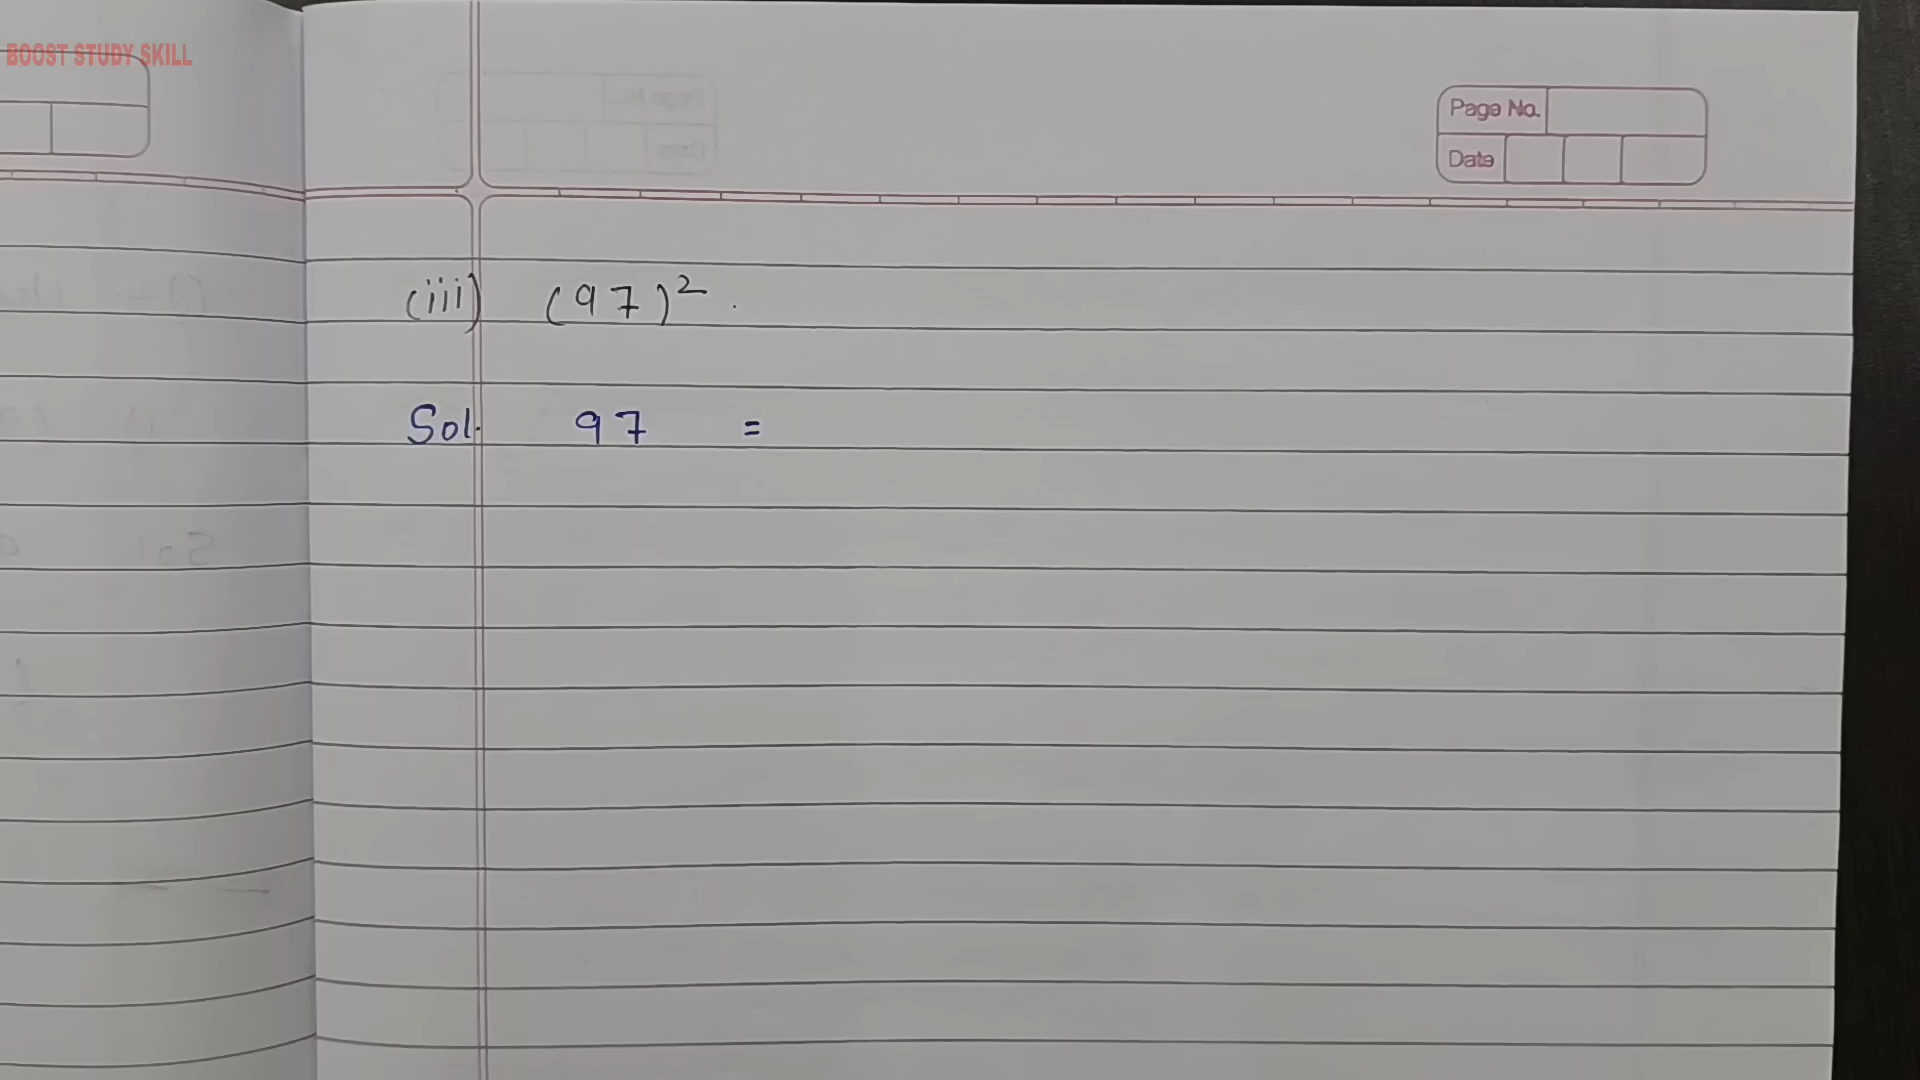 BOOST STUDY SKILL
Page No.
Date
(iii) (97)².
Sol. 97 =